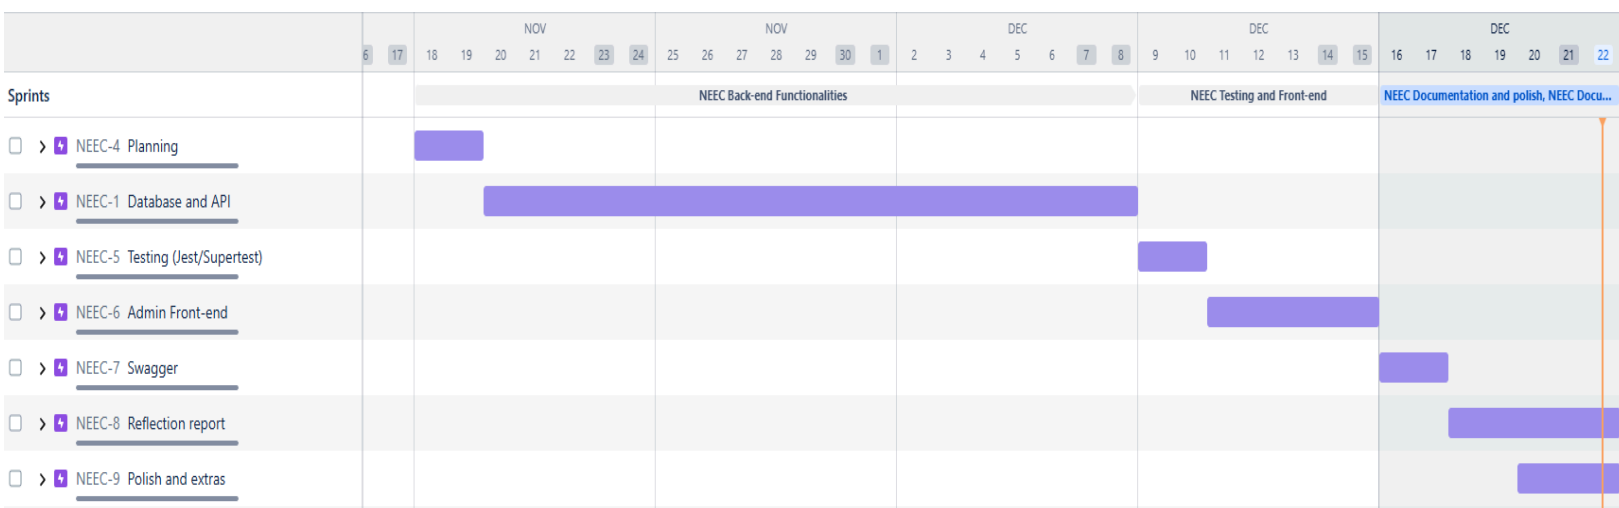 NOV NOV DEC DEC DEC
6 17 18 19 20 21 22 23 24 25 26 27 28 29 30 1 2 3 4 5 6 7 8 9 10 11 12 13 14 15 16 17 18 19 20 21 22
Sprints NEEC Back-end Functionalities NEEC Testing and Front-end NEEC Documentation and polish, NEEC Docu...
NEEC-4 Planning
NEEC-1 Database and API
NEEC-5 Testing (Jest/Supertest)
NEEC-6 Admin Front-end
NEEC-7 Swagger
NEEC-8 Reflection report
NEEC-9 Polish and extras